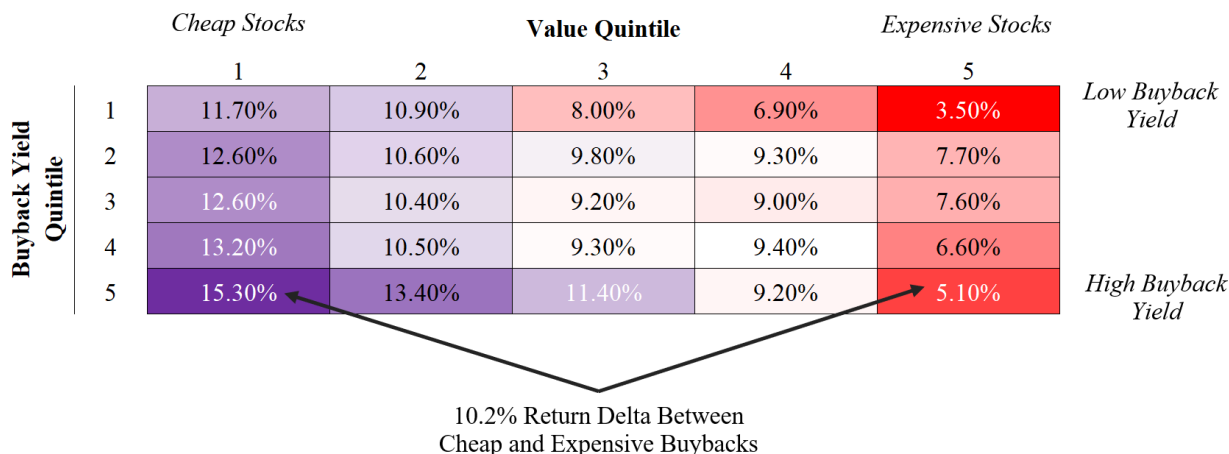 Cheap Stocks Value Quintile Expensive Stocks
1 2 3 4 5
Buyback Yield
Quintile
1 11.70% 10.90% 8.00% 6.90% 3.50%
Low Buyback
Yield
2 12.60% 10.60% 9.80% 9.30% 7.70%
3 12.60% 10.40% 9.20% 9.00% 7.60%
4 13.20% 10.50% 9.30% 9.40% 6.60%
5 15.30% 13.40% 11.40% 9.20% 5.10%
High Buyback
Yield
10.2% Return Delta Between
Cheap and Expensive Buybacks